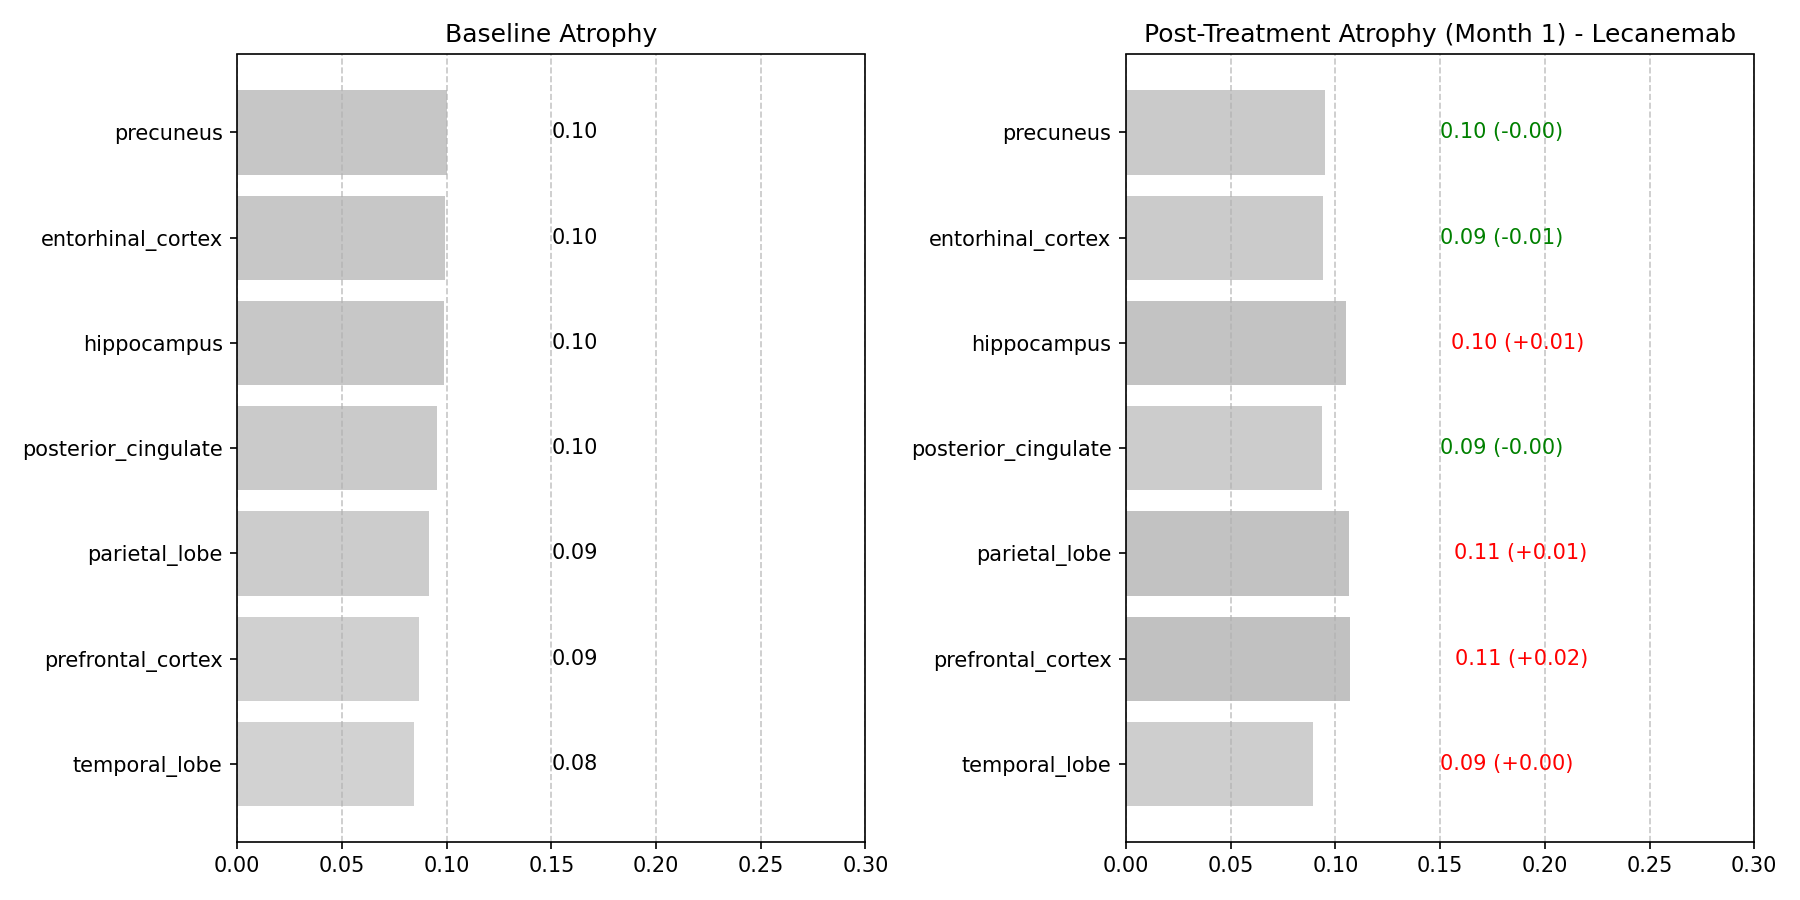 Baseline Atrophy
precuneus
0.10
entorhinal_cortex
0.10
hippocampus
0.10
posterior_cingulate
0.10
parietal_lobe
0.09
prefrontal_cortex
0.09
temporal_lobe
0.08
0.00 0.05 0.10 0.15 0.20 0.25 0.30
Post-Treatment Atrophy (Month 1) - Lecanemab
precuneus
0.10 (-0.00)
entorhinal_cortex
0.09 (-0.01)
hippocampus
0.10 (+0.01)
posterior_cingulate
0.09 (-0.00)
parietal_lobe
0.11 (+0.01)
prefrontal_cortex
0.11 (+0.02)
temporal_lobe
0.09 (+0.00)
0.00 0.05 0.10 0.15 0.20 0.25 0.30